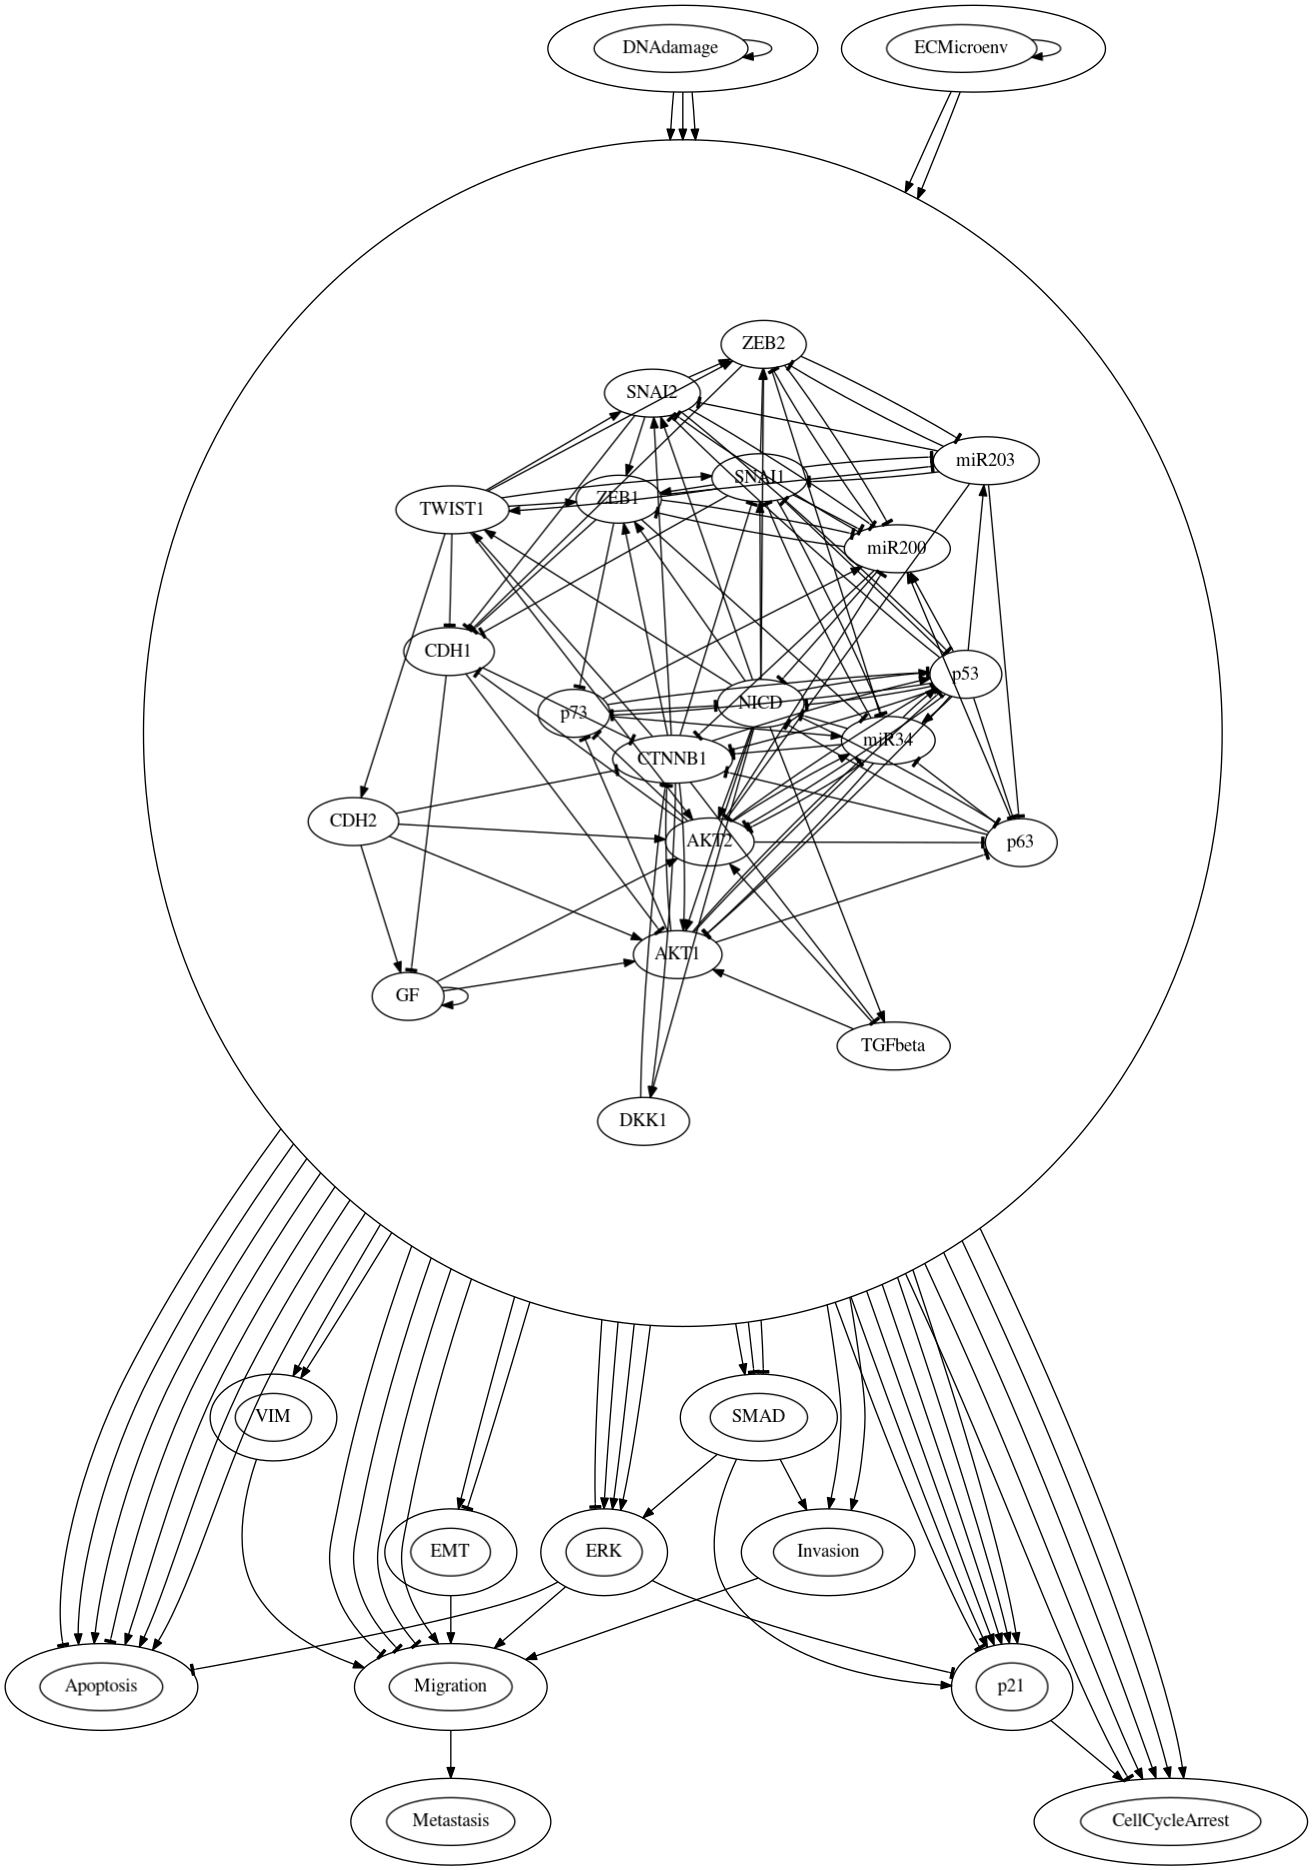 DNAdamage
ECMicroenv
ZEB2
SNAI2
miR203
SNAI1
ZEB1
TWIST1
miR200
CDH1
p53
NICD
p73
miR34
CTNNB1
CDH2
AKT2
p63
AKT1
GF
TGFbeta
DKK1
VIM
SMAD
EMT
ERK
Invasion
Apoptosis
Migration
p21
Metastasis
CellCycleArrest